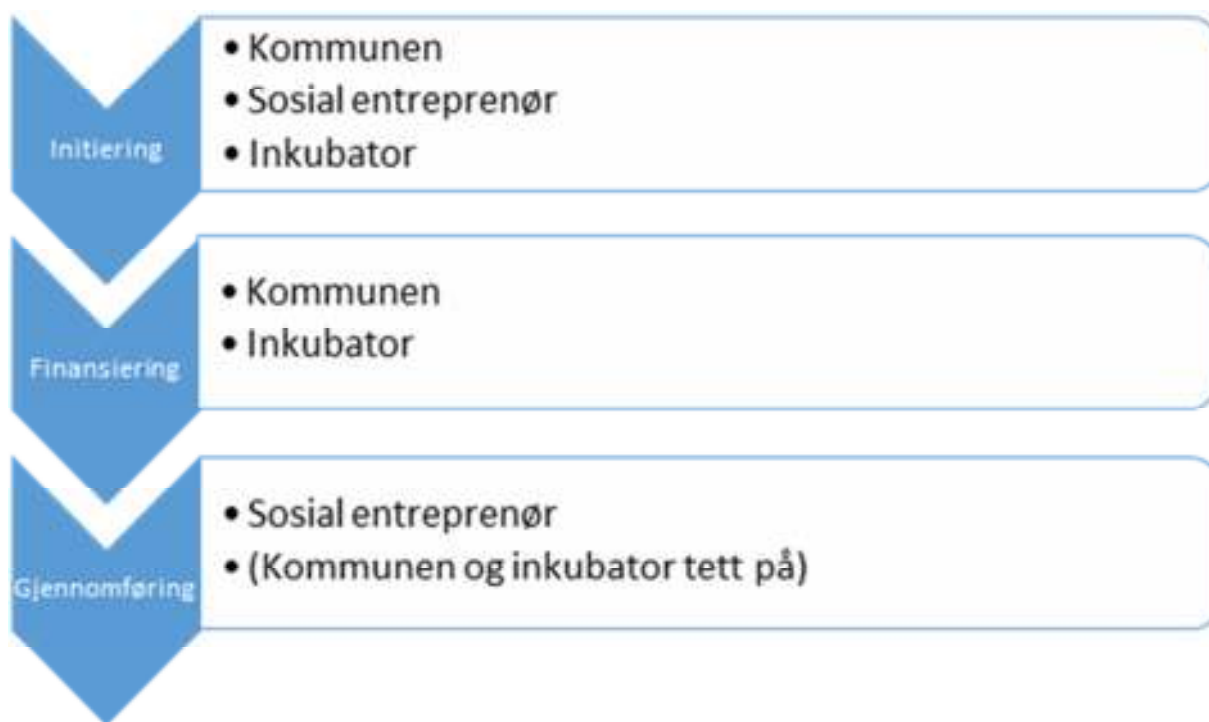 Initiering
• Kommunen
• Sosial entreprenør
• Inkubator
Finansiering
• Kommunen
• Inkubator
Gjennomføring
• Sosial entreprenør
• (Kommunen og inkubator tett på)